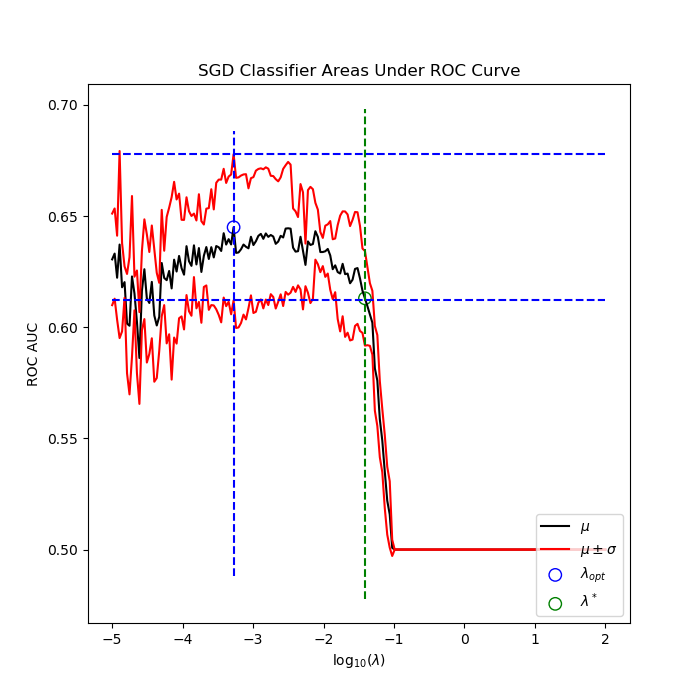 SGD Classifier Areas Under ROC Curve
ROC AUC
0.70
0.65
0.60
0.55
0.50
μ
μ ± σ
λ_opt
λ*
−5 −4 −3 −2 −1 0 1 2
log₁₀(λ)